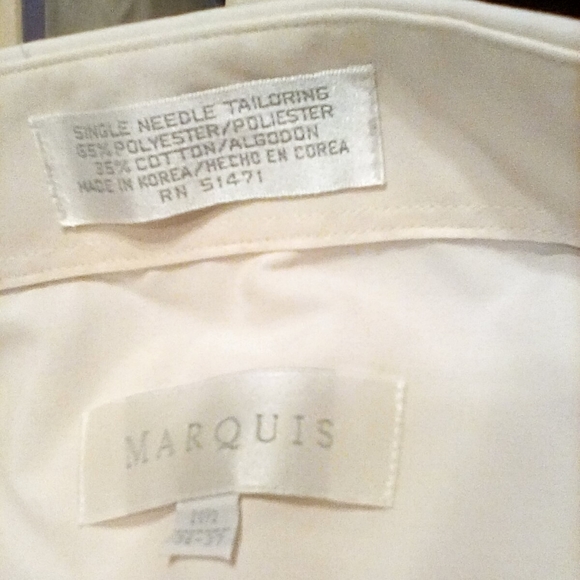 SINGLE NEEDLE TAILORING
65% POLYESTER/POLIESTER
35% COTTON/ALGODON
MADE IN KOREA/HECHO EN COREA
RN 51471
MARQUIS